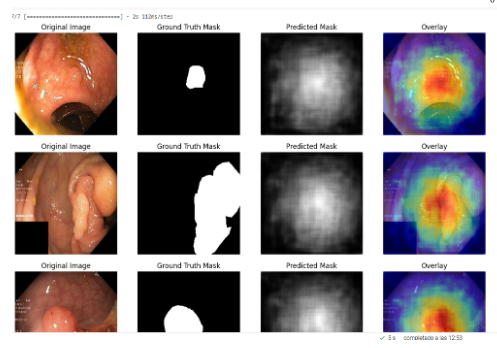 7/7 [==============================] - 2s 112ms/step
Original Image Ground Truth Mask Predicted Mask Overlay
Original Image Ground Truth Mask Predicted Mask Overlay
Original Image Ground Truth Mask Predicted Mask Overlay
5 s completado a las 12:53